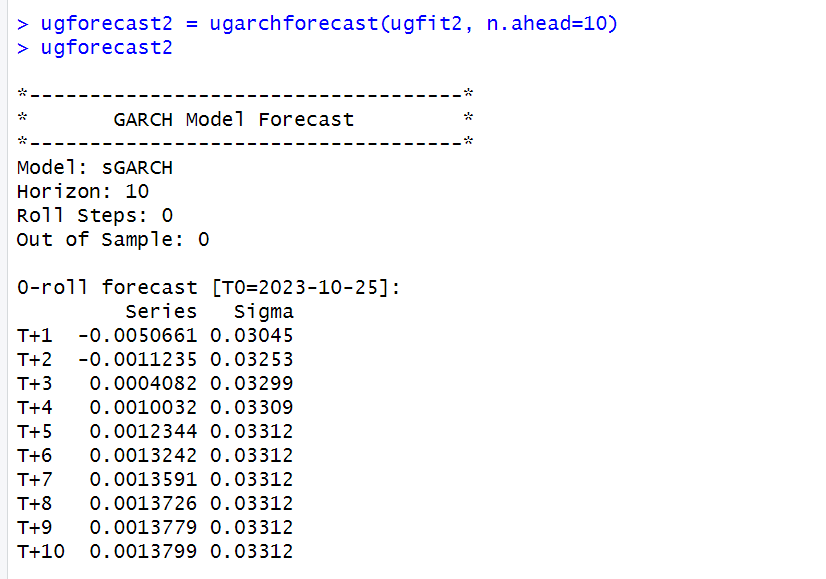 > ugforecast2 = ugarchforecast(ugfit2, n.ahead=10)
> ugforecast2
*------------------------------------*
*       GARCH Model Forecast         *
*------------------------------------*
Model: sGARCH
Horizon: 10
Roll Steps: 0
Out of Sample: 0
0-roll forecast [T0=2023-10-25]:
         Series   Sigma
T+1  -0.0050661 0.03045
T+2  -0.0011235 0.03253
T+3   0.0004082 0.03299
T+4   0.0010032 0.03309
T+5   0.0012344 0.03312
T+6   0.0013242 0.03312
T+7   0.0013591 0.03312
T+8   0.0013726 0.03312
T+9   0.0013779 0.03312
T+10  0.0013799 0.03312